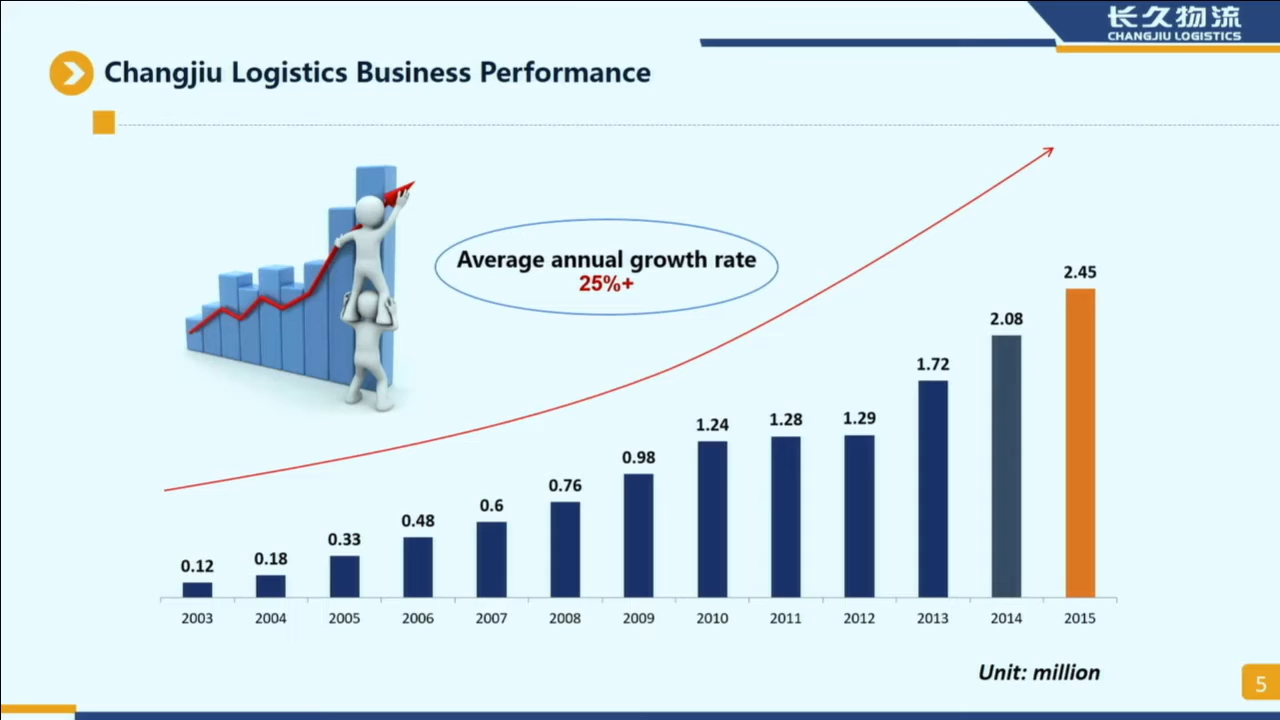 长久物流
CHANGJIU LOGISTICS
Changjiu Logistics Business Performance
Average annual growth rate
25%+
0.12
0.18
0.33
0.48
0.6
0.76
0.98
1.24
1.28
1.29
1.72
2.08
2.45
2003 2004 2005 2006 2007 2008 2009 2010 2011 2012 2013 2014 2015
Unit: million
5